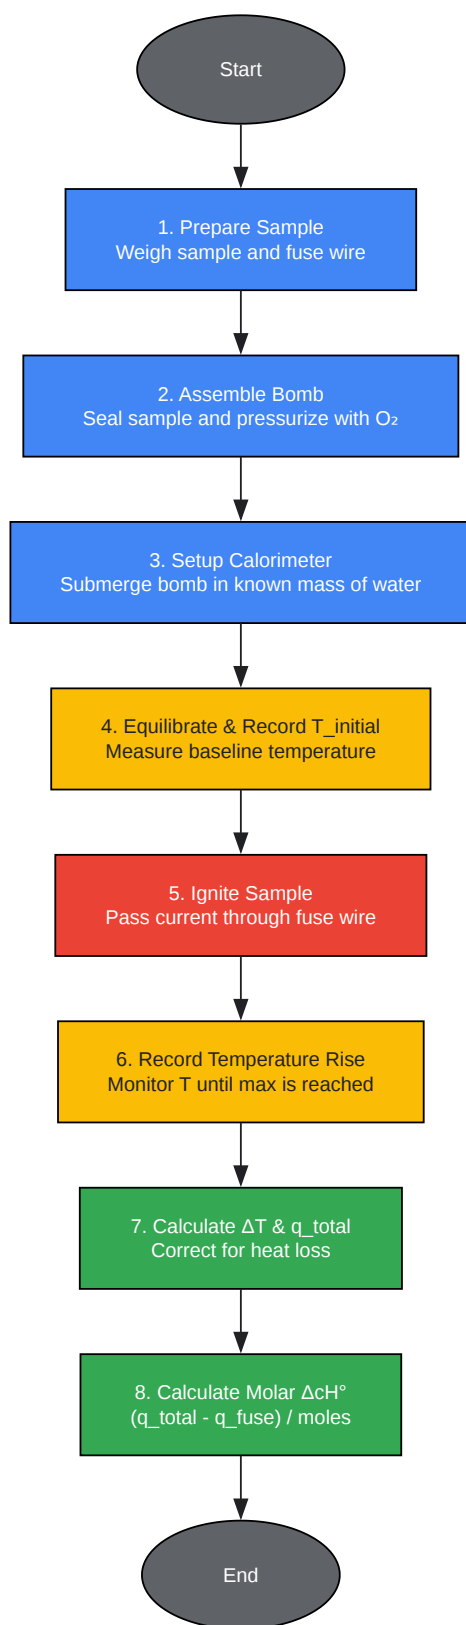 Start
1. Prepare Sample
Weigh sample and fuse wire
2. Assemble Bomb
Seal sample and pressurize with O₂
3. Setup Calorimeter
Submerge bomb in known mass of water
4. Equilibrate & Record T_initial
Measure baseline temperature
5. Ignite Sample
Pass current through fuse wire
6. Record Temperature Rise
Monitor T until max is reached
7. Calculate ΔT & q_total
Correct for heat loss
8. Calculate Molar ΔcH°
(q_total - q_fuse) / moles
End